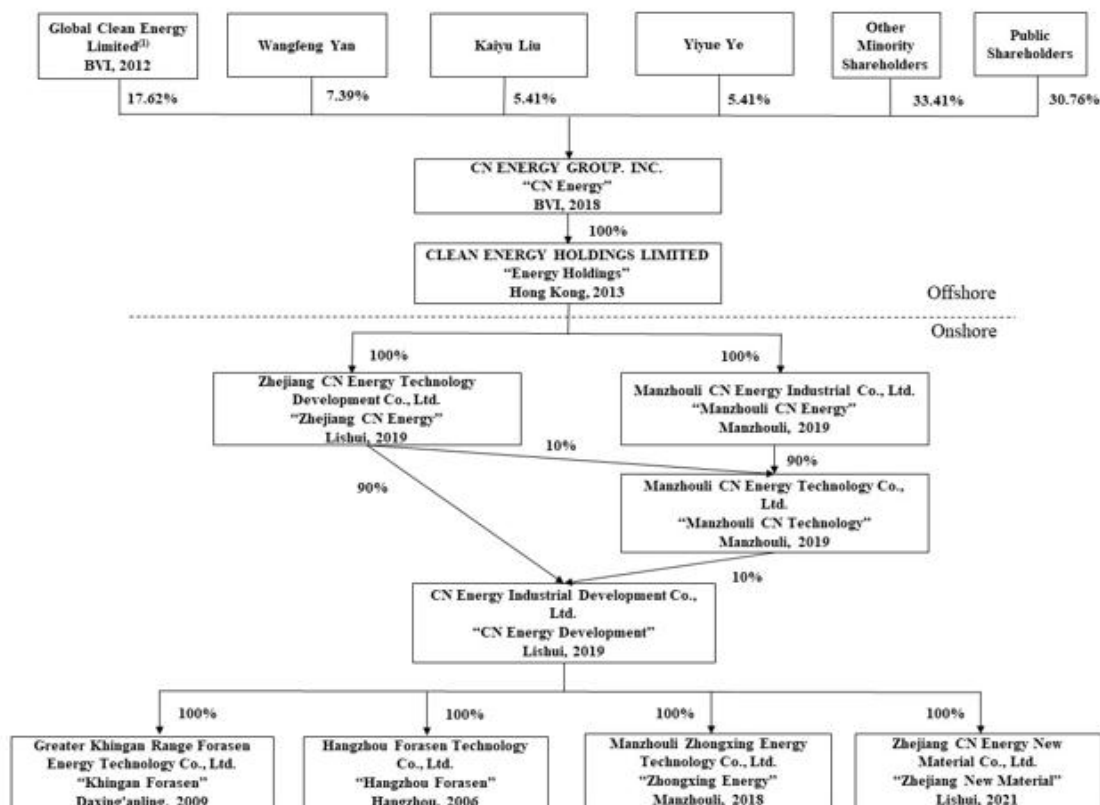 Global Clean Energy
Limited(1)
BVI, 2012
Wangfeng Yan
Kaiyu Liu
Yiyue Ye
Other
Minority
Shareholders
Public
Shareholders
17.62%
7.39%
5.41%
5.41%
33.41%
30.76%
CN ENERGY GROUP. INC.
“CN Energy”
BVI, 2018
100%
CLEAN ENERGY HOLDINGS LIMITED
“Energy Holdings”
Hong Kong, 2013
Offshore
Onshore
100%
100%
Zhejiang CN Energy Technology
Development Co., Ltd.
“Zhejiang CN Energy”
Lishui, 2019
Manzhouli CN Energy Industrial Co., Ltd.
“Manzhouli CN Energy”
Manzhouli, 2019
10%
90%
90%
Manzhouli CN Energy Technology Co.,
Ltd.
“Manzhouli CN Technology”
Manzhouli, 2019
10%
CN Energy Industrial Development Co.,
Ltd.
“CN Energy Development”
Lishui, 2019
100%
100%
100%
100%
Greater Khingan Range Forasen
Energy Technology Co., Ltd.
“Khingan Forasen”
Daxing'anling, 2009
Hangzhou Forasen Technology
Co., Ltd.
“Hangzhou Forasen”
Hangzhou, 2006
Manzhouli Zhongxing Energy
Technology Co., Ltd.
“Zhongxing Energy”
Manzhouli, 2018
Zhejiang CN Energy New
Material Co., Ltd.
“Zhejiang New Material”
Lishui, 2021